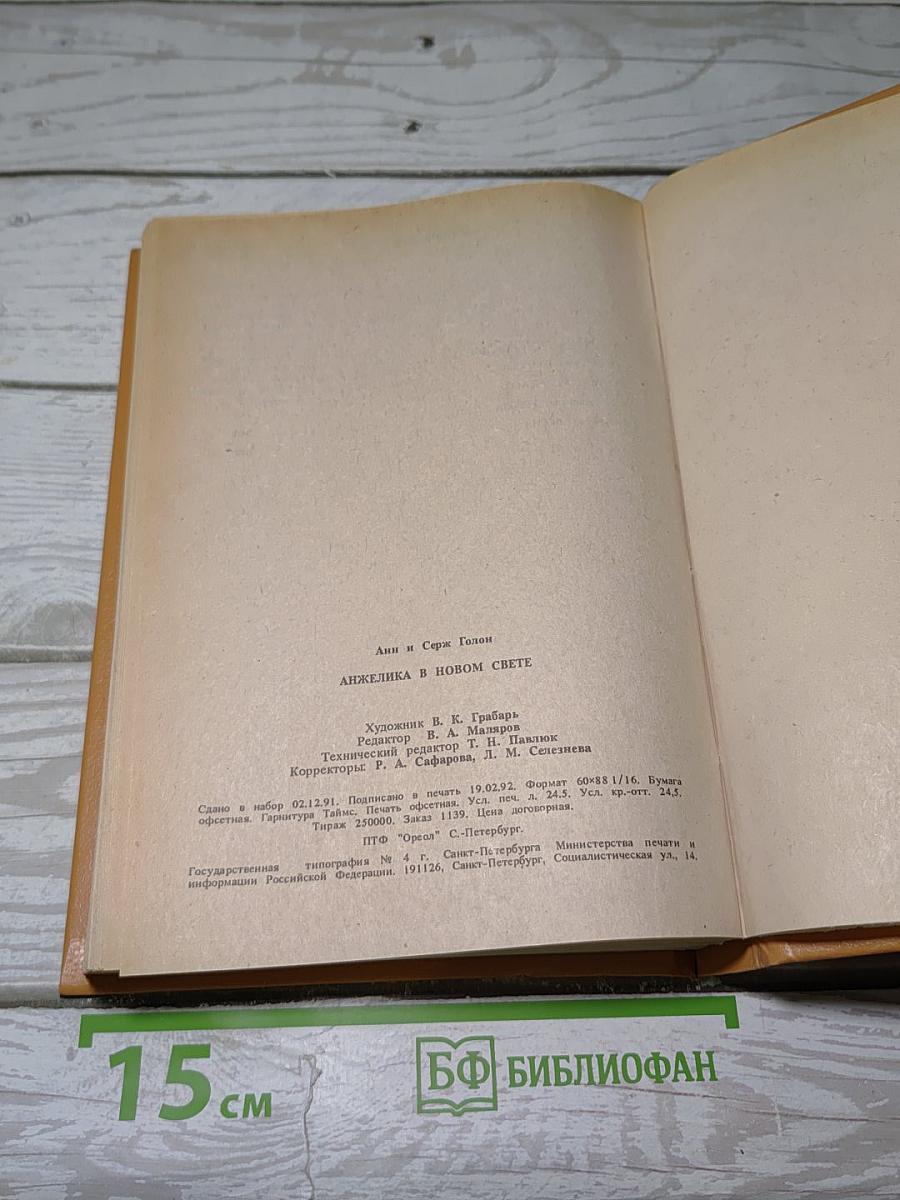 Анн и Серж Голон
АНЖЕЛИКА В НОВОМ СВЕТЕ
Художник В. К. Грабарь
Редактор В. А. Маляров
Технический редактор Т. Н. Павлюк
Корректоры: Р. А. Сафарова, Л. М. Селезнева
Сдано в набор 02.12.91. Подписано в печать 19.02.92. Формат 60×88 1/16. Бумага
офсетная. Гарнитура Таймс. Печать офсетная. Усл. печ. л. 24.5. Усл. кр.-отт. 24,5.
Тираж 250000. Заказ 1139. Цена договорная.
ПТФ "Ореол" С.-Петербург.
Государственная типография № 4 г. Санкт-Петербурга Министерства печати и
информации Российской Федерации. 191126, Санкт-Петербург, Социалистическая ул., 14.
15 см
БФ БИБЛИОФАН